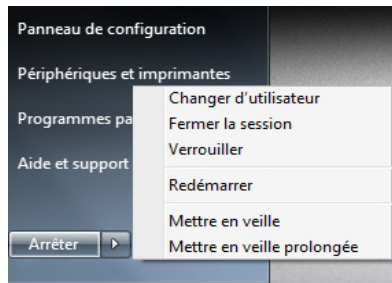 Panneau de configuration
Périphériques et imprimantes
Programmes pa
Aide et support
Arrêter
Changer d'utilisateur
Fermer la session
Verrouiller
Redémarrer
Mettre en veille
Mettre en veille prolongée